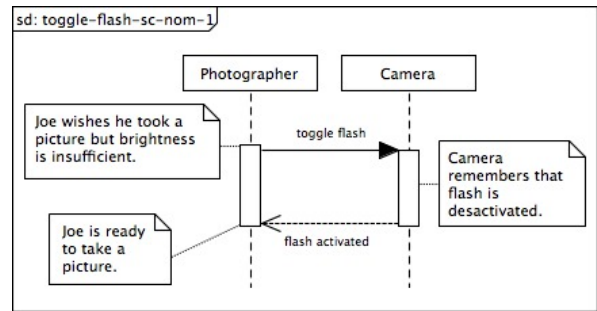 sd: toggle-flash-sc-nom-1
Photographer
Camera
Joe wishes he took a
picture but brightness
is insufficient.
toggle flash
Camera
remembers that
flash is
desactivated.
Joe is ready
to take a
picture.
flash activated